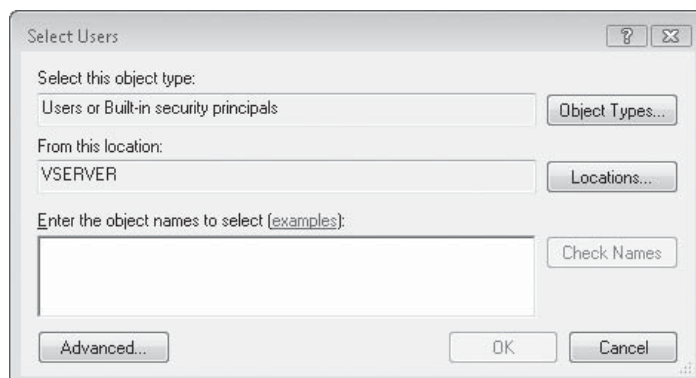 Select Users
Select this object type:
Users or Built-in security principals
Object Types...
From this location:
VSERVER
Locations...
Enter the object names to select (examples):
Check Names
Advanced...
OK
Cancel